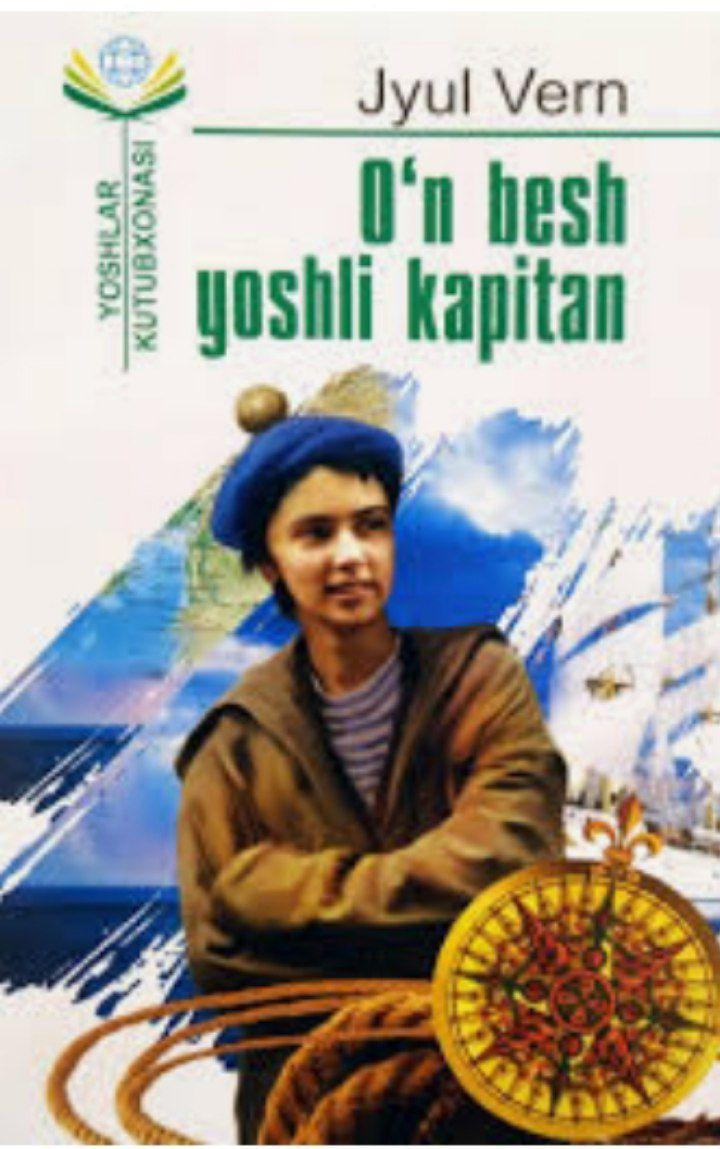 Jyul Vern
O‘n besh
yoshli kapitan
YOSHLAR
KUTUBXONASI